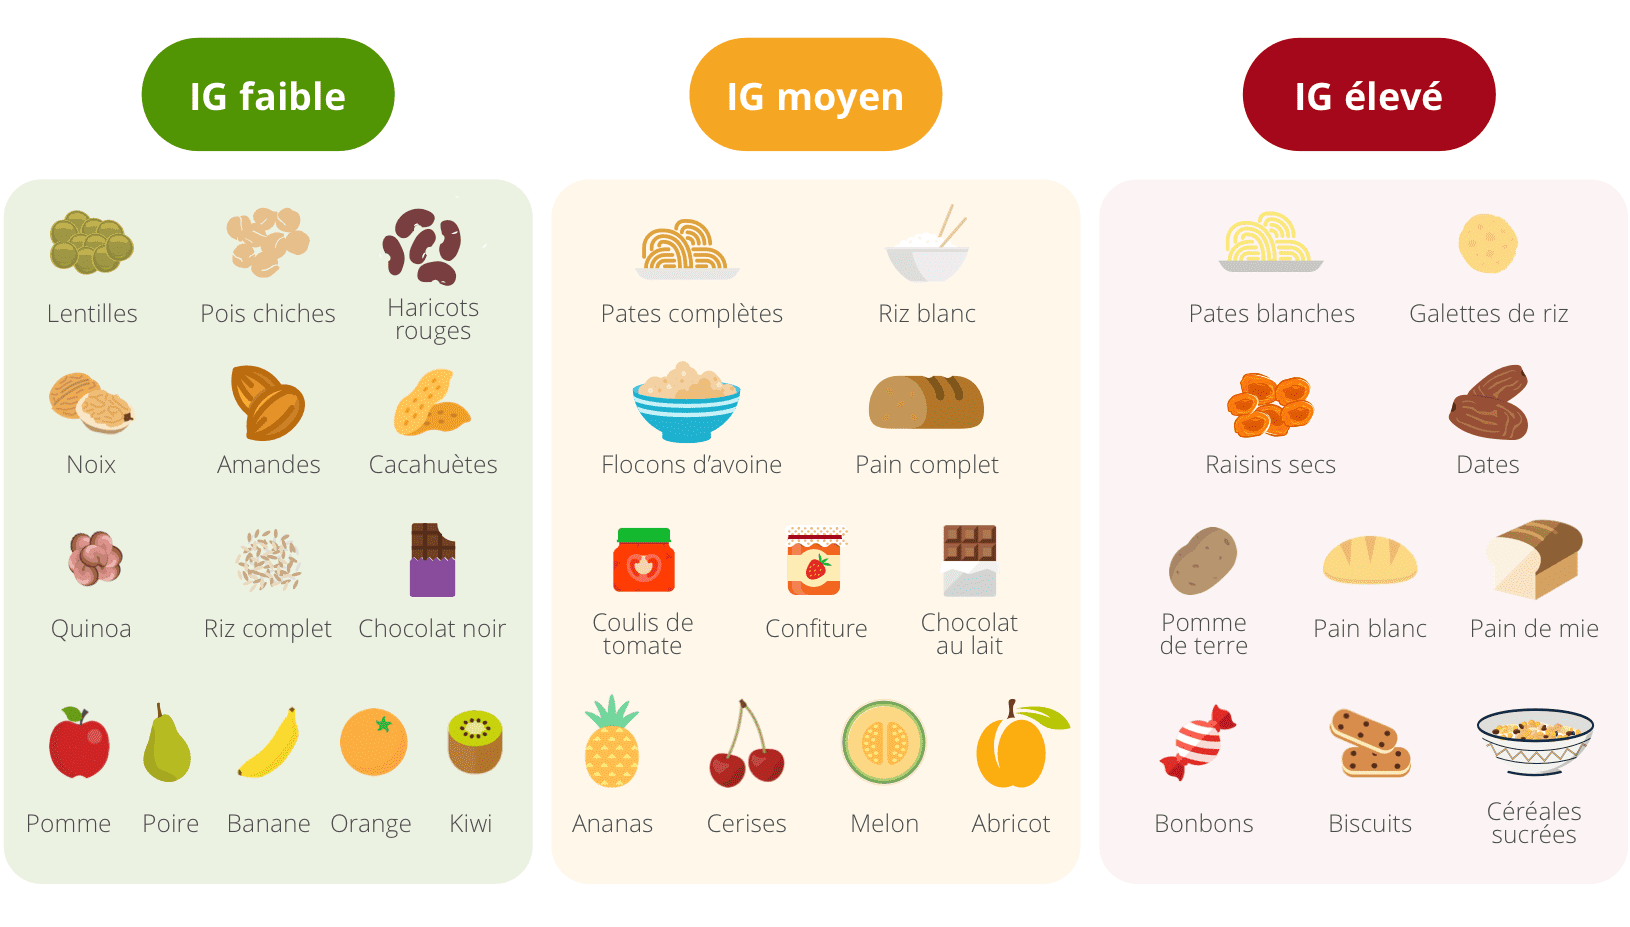 IG faible
IG moyen
IG élevé
Lentilles
Pois chiches
Haricots
rouges
Noix
Amandes
Cacahuètes
Quinoa
Riz complet
Chocolat noir
Pomme
Poire
Banane
Orange
Kiwi
Pates complètes
Riz blanc
Flocons d’avoine
Pain complet
Coulis de
tomate
Confiture
Chocolat
au lait
Ananas
Cerises
Melon
Abricot
Pates blanches
Galettes de riz
Raisins secs
Dates
Pomme
de terre
Pain blanc
Pain de mie
Bonbons
Biscuits
Céréales
sucrées